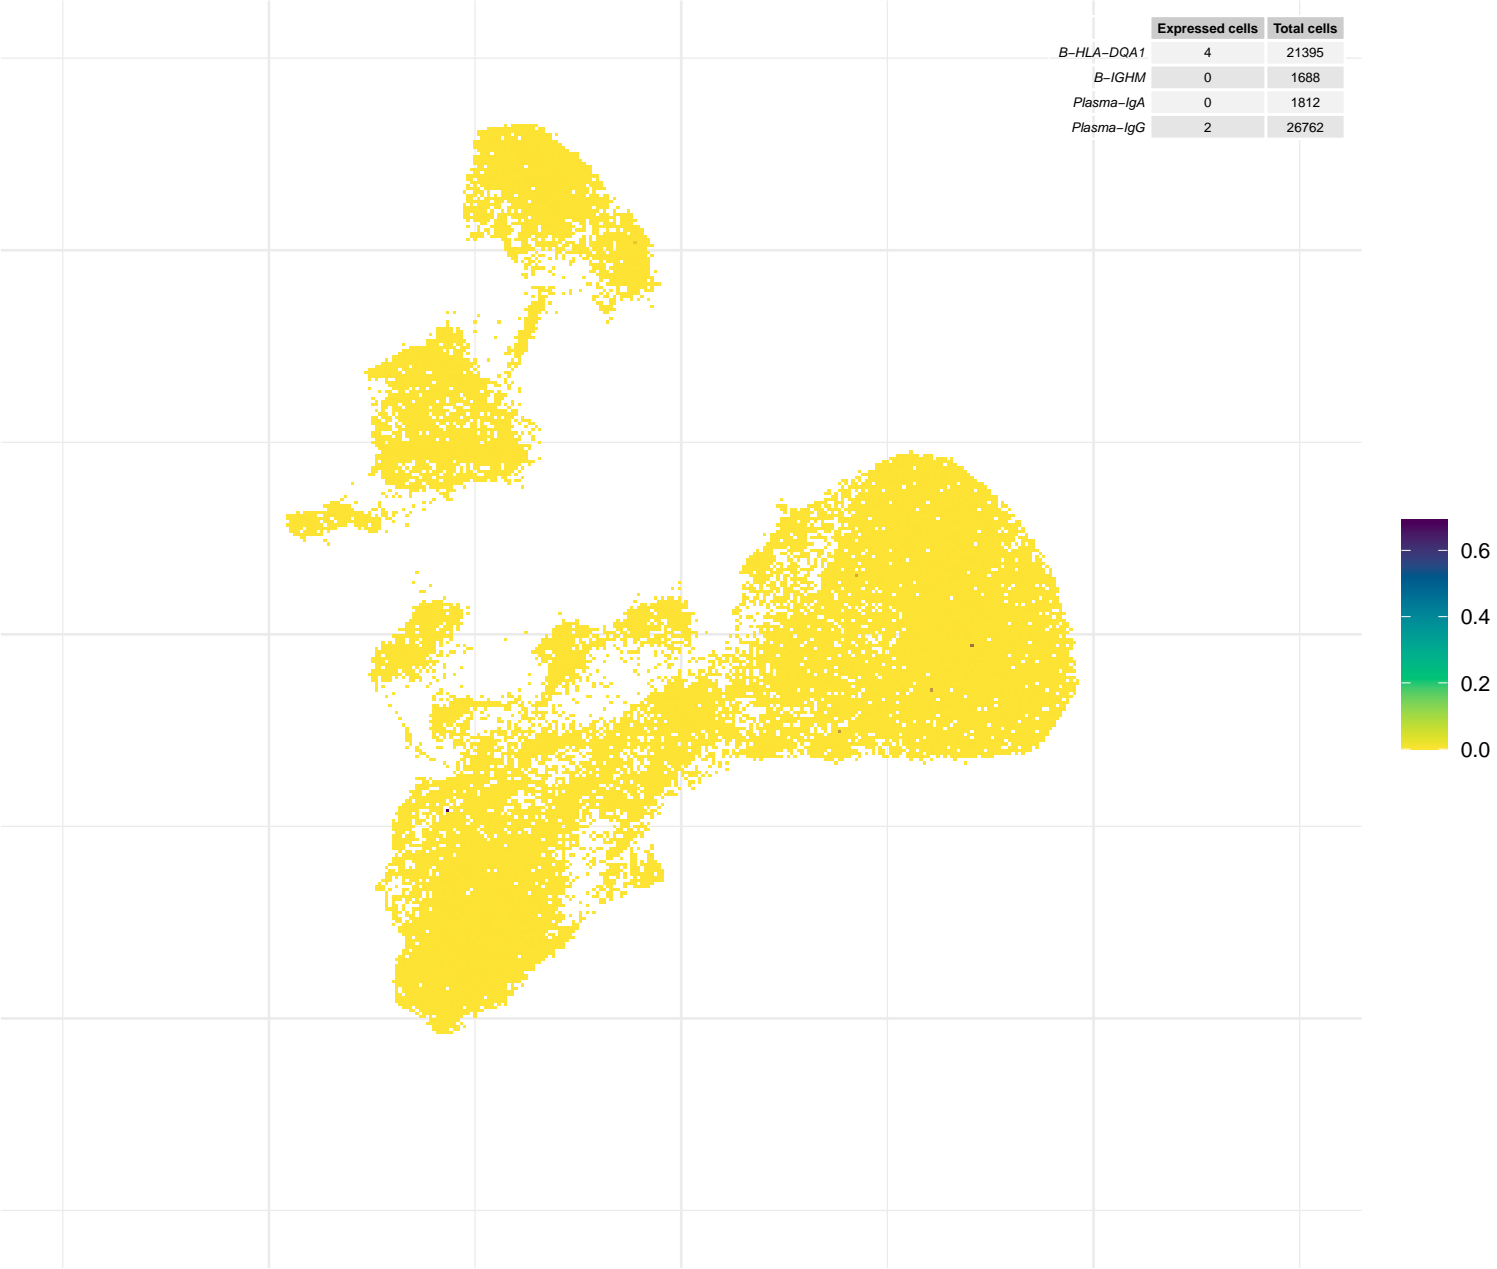 Expressed cells Total cells
B−HLA−DQA1 4 21395
B−IGHM 0 1688
Plasma−IgA 0 1812
Plasma−IgG 2 26762
0.6
0.4
0.2
0.0